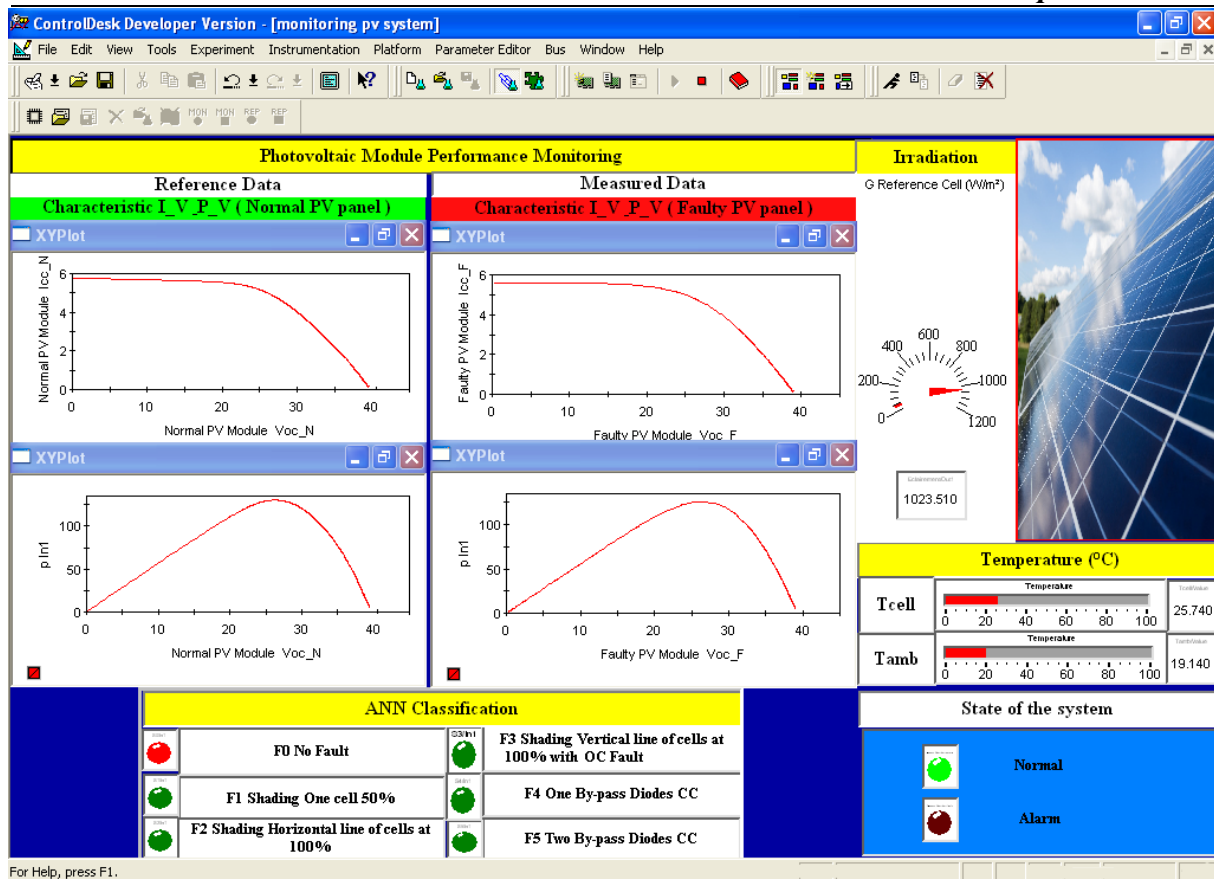 ControlDesk Developer Version - [monitoring pv system]
File Edit View Tools Experiment Instrumentation Platform Parameter Editor Bus Window Help
MON MON REP REP
Photovoltaic Module Performance Monitoring
Reference Data
Measured Data
Characteristic I_V_P_V ( Normal PV panel )
Characteristic I_V_P_V ( Faulty PV panel )
XYPlot
Normal PV Module Icc_N
6
4
2
0
0 10 20 30 40
Normal PV Module Voc_N
XYPlot
Faulty PV Module Icc_F
6
4
2
0
0 10 20 30 40
Faulty PV Module Voc_F
XYPlot
p In1
100
50
0
0 10 20 30 40
Normal PV Module Voc_N
XYPlot
p In1
100
50
0
0 10 20 30 40
Faulty PV Module Voc_F
Irradiation
G Reference Cell (W/m²)
0 200 400 600 800 1000 1200
1023.510
Temperature (°C)
Tcell
Temperature
0 20 40 60 80 100
25.740
Tamb
Temperature
0 20 40 60 80 100
19.140
ANN Classification
F0 No Fault
F1 Shading One cell 50%
F2 Shading Horizontal line of cells at
100%
F3 Shading Vertical line of cells at
100% with OC Fault
F4 One By-pass Diodes CC
F5 Two By-pass Diodes CC
State of the system
Normal
Alarm
For Help, press F1.